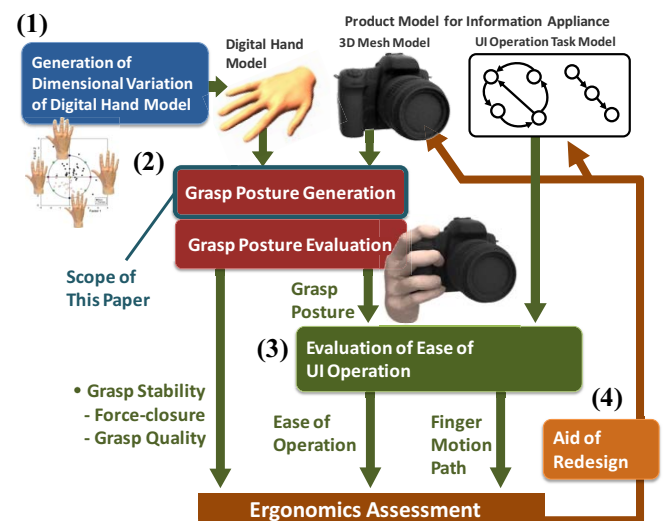 (1)
Product Model for Information Appliance
Generation of
Dimensional Variation
of Digital Hand Model
Digital Hand
Model
3D Mesh Model
UI Operation Task Model
(2)
Grasp Posture Generation
Grasp Posture Evaluation
Scope of
This Paper
Grasp
Posture
(3)
Evaluation of Ease of
UI Operation
• Grasp Stability
- Force-closure
- Grasp Quality
Ease of
Operation
Finger
Motion
Path
(4)
Aid of
Redesign
Ergonomics Assessment